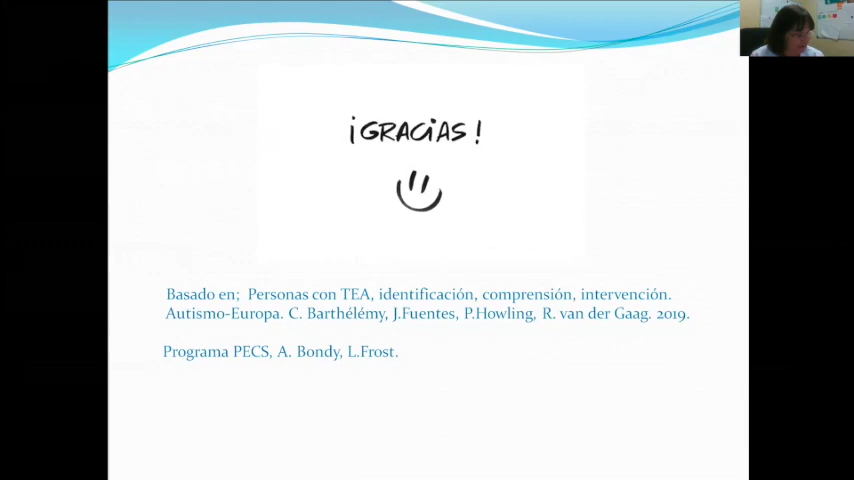 ¡GRACiAS!
Basado en;  Personas con TEA, identificación, comprensión, intervención.
Autismo-Europa. C. Barthélémy, J.Fuentes, P.Howling, R. van der Gaag. 2019.
Programa PECS, A. Bondy, L.Frost.